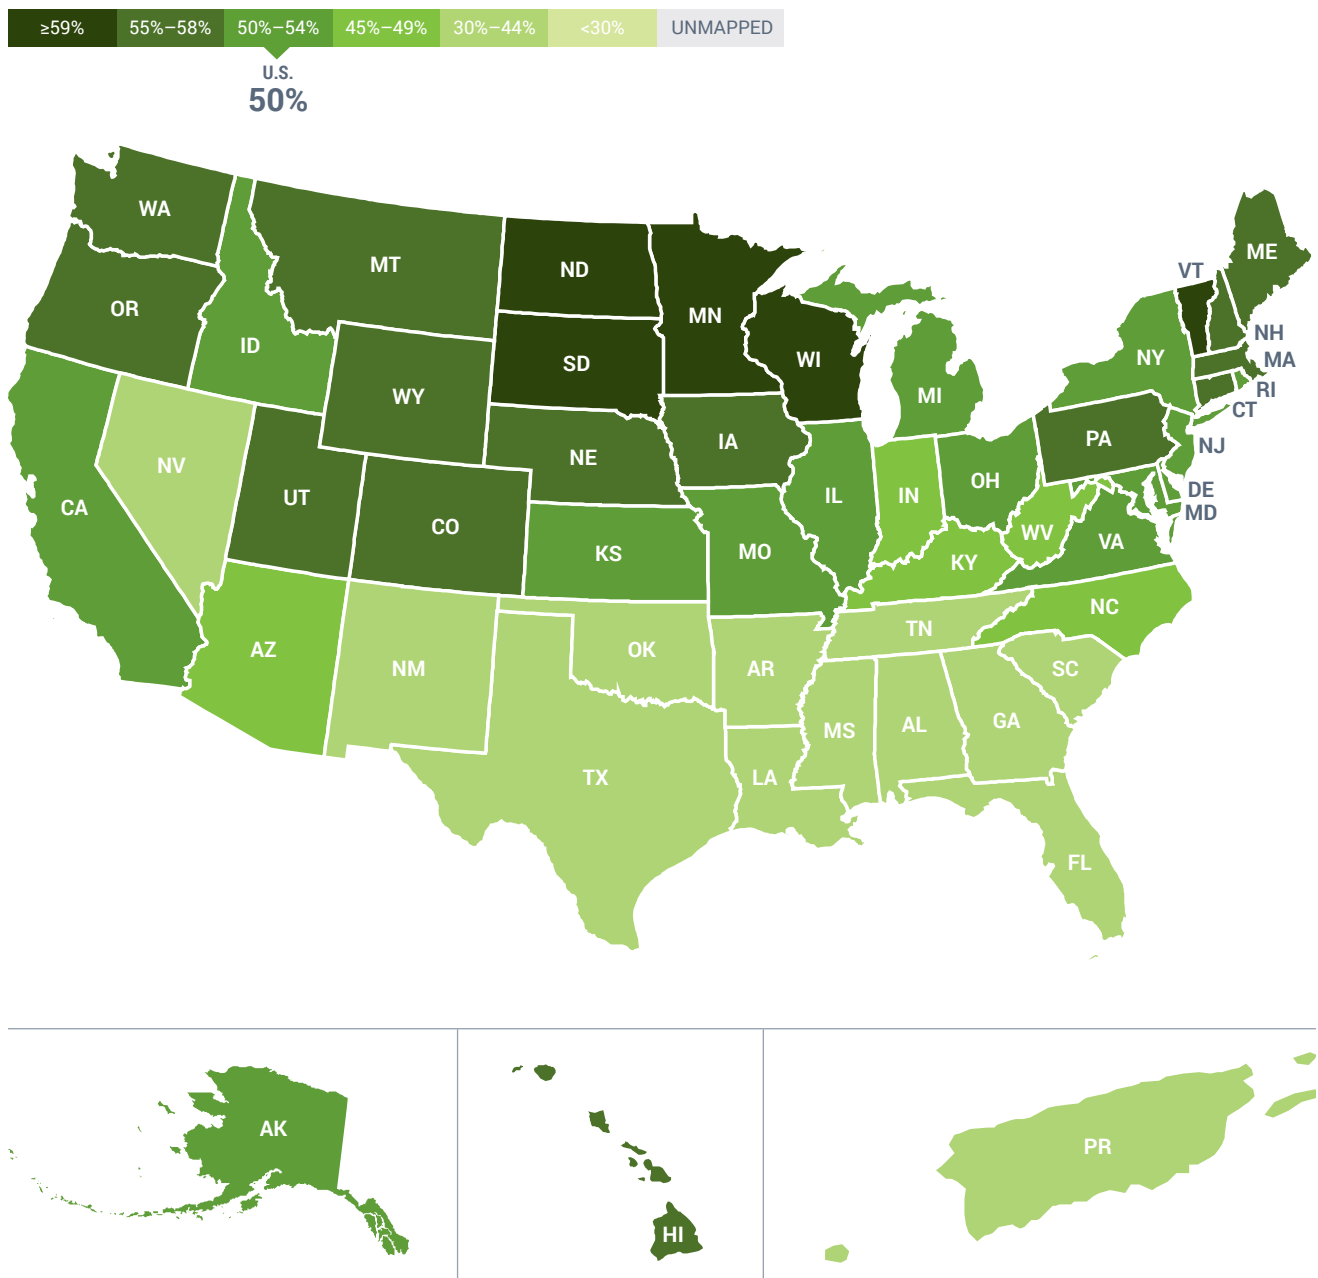 ≥59% 55%–58% 50%–54% 45%–49% 30%–44% <30% UNMAPPED
U.S.
50%
WA
MT
ND
MN
VT
ME
OR
ID
SD
WI
NH
MA
NY
RI
WY
MI
CT
IA
PA
NE
NJ
NV
UT
IL
IN
OH
DE
CA
MD
CO
KS
MO
WV
VA
KY
NC
TN
AZ
OK
NM
AR
SC
GA
MS
AL
TX
LA
FL
AK
PR
HI